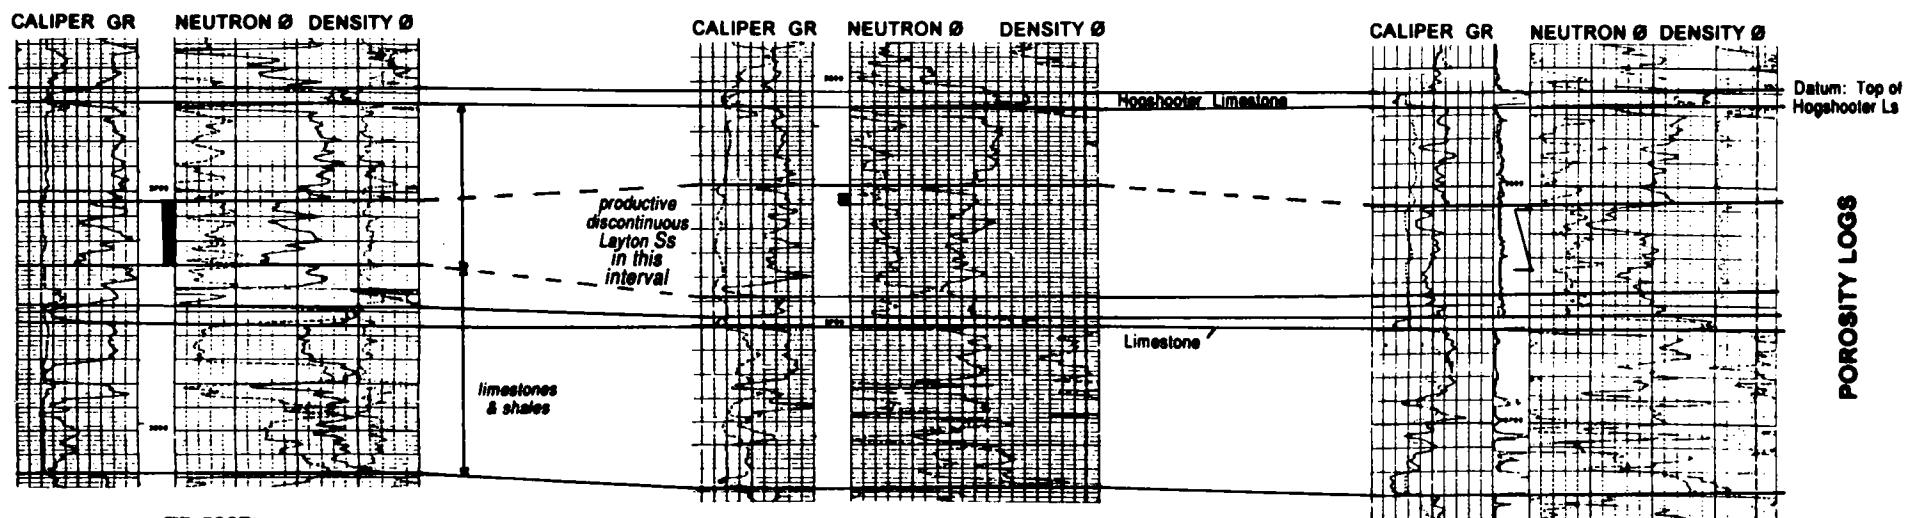 CALIPER GR NEUTRON Ø DENSITY Ø
CALIPER GR NEUTRON Ø DENSITY Ø
CALIPER GR NEUTRON Ø DENSITY Ø
Hogshooter Limestone
Datum: Top of
Hogshooter Ls
productive
discontinuous
Layton Ss
in this
interval
Limestone
limestones
& shales
POROSITY LOGS